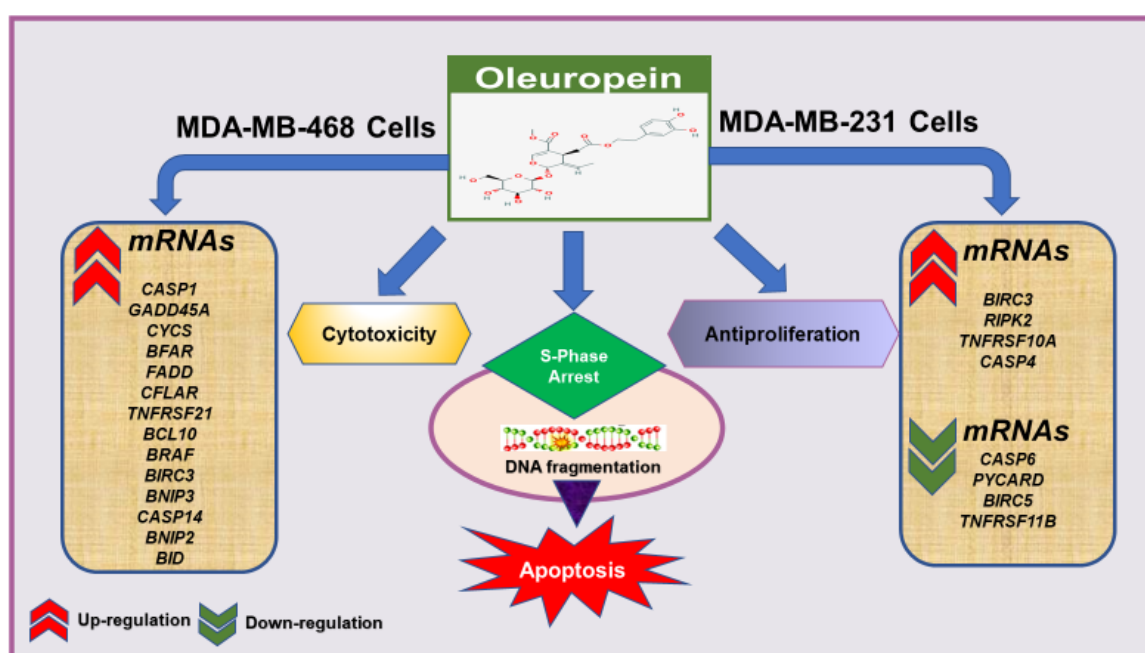 Oleuropein
MDA-MB-468 Cells
MDA-MB-231 Cells
mRNAs
CASP1
GADD45A
CYCS
BFAR
FADD
CFLAR
TNFRSF21
BCL10
BRAF
BIRC3
BNIP3
CASP14
BNIP2
BID
Cytotoxicity
S-Phase
Arrest
DNA fragmentation
Apoptosis
Antiproliferation
mRNAs
BIRC3
RIPK2
TNFRSF10A
CASP4
mRNAs
CASP6
PYCARD
BIRC5
TNFRSF11B
Up-regulation
Down-regulation